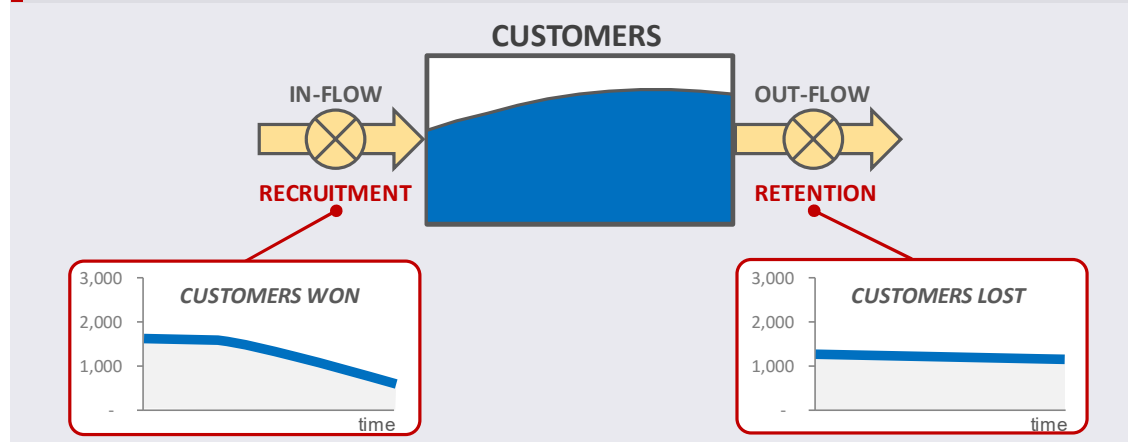 CUSTOMERS
IN-FLOW
OUT-FLOW
RECRUITMENT
RETENTION
3,000
CUSTOMERS WON
2,000
1,000
-
time
3,000
CUSTOMERS LOST
2,000
1,000
-
time